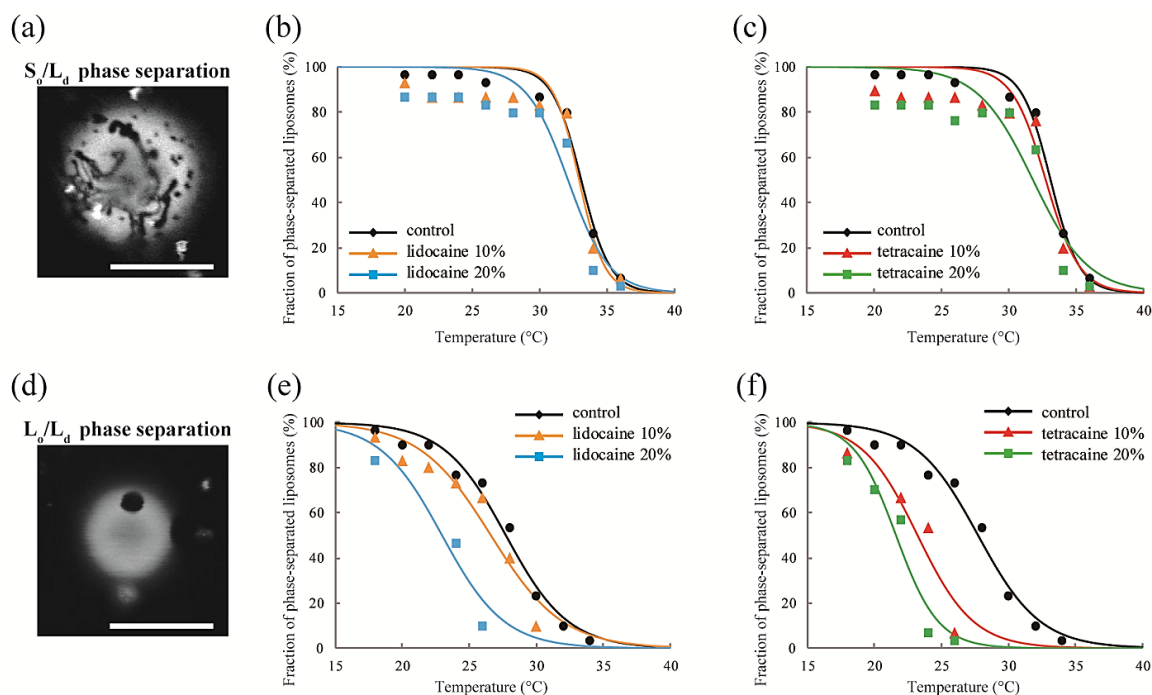 (a)
S_o/L_d phase separation
(b)
Fraction of phase-separated liposomes (%)
100
80
60
40
20
0
control
lidocaine 10%
lidocaine 20%
15 20 25 30 35 40
Temperature (°C)
(c)
Fraction of phase-separated liposomes (%)
100
80
60
40
20
0
control
tetracaine 10%
tetracaine 20%
15 20 25 30 35 40
Temperature (°C)
(d)
L_o/L_d phase separation
(e)
Fraction of phase-separated liposomes (%)
100
80
60
40
20
0
control
lidocaine 10%
lidocaine 20%
15 20 25 30 35 40
Temperature (°C)
(f)
Fraction of phase-separated liposomes (%)
100
80
60
40
20
0
control
tetracaine 10%
tetracaine 20%
15 20 25 30 35 40
Temperature (°C)